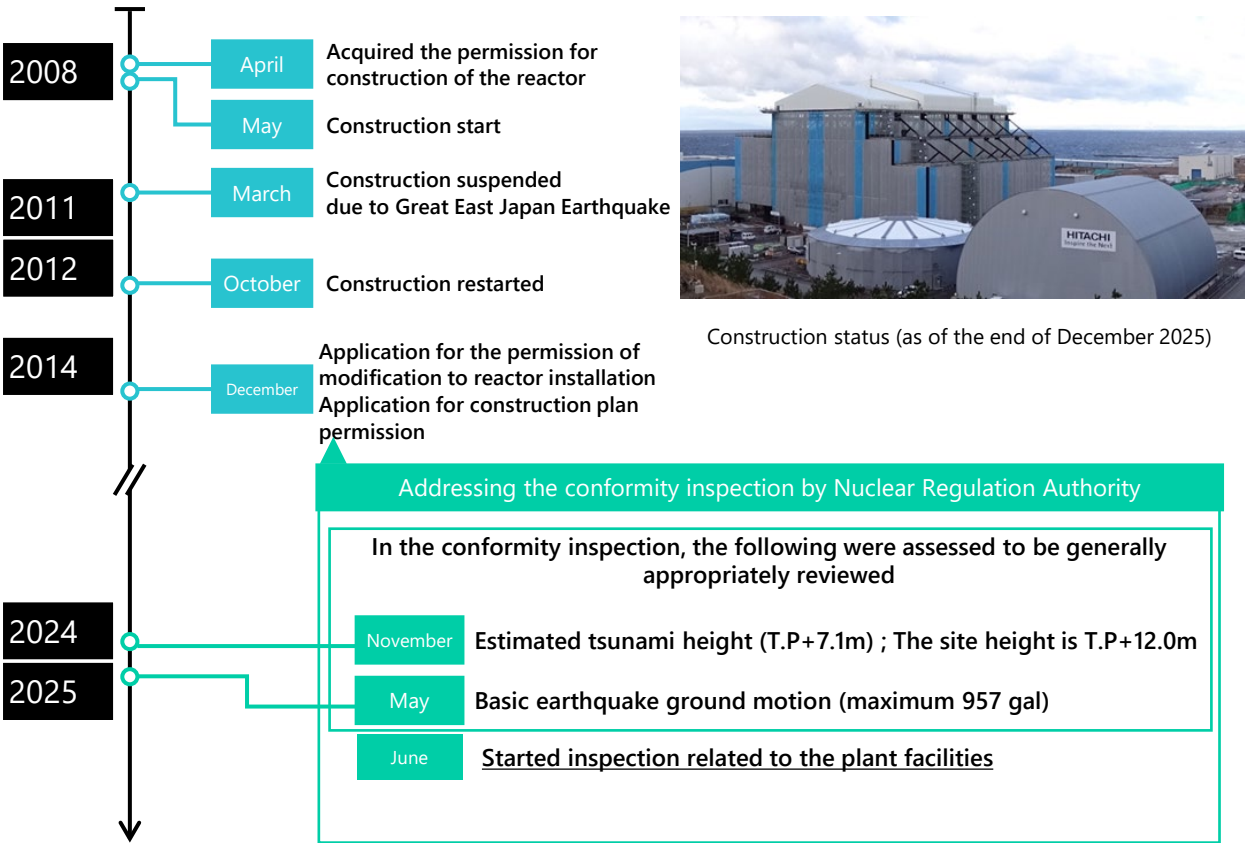 2008
April
Acquired the permission for
construction of the reactor
May
Construction start
2011
March
Construction suspended
due to Great East Japan Earthquake
2012
October
Construction restarted
2014
December
Application for the permission of
modification to reactor installation
Application for construction plan
permission
HITACHI
Inspire the Next
Construction status (as of the end of December 2025)
Addressing the conformity inspection by Nuclear Regulation Authority
In the conformity inspection, the following were assessed to be generally
appropriately reviewed
2024
November
Estimated tsunami height (T.P+7.1m) ; The site height is T.P+12.0m
2025
May
Basic earthquake ground motion (maximum 957 gal)
June
Started inspection related to the plant facilities